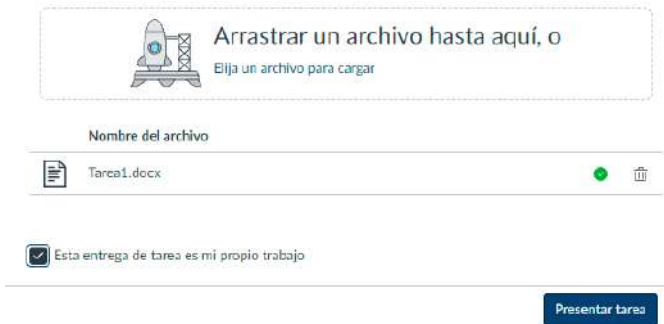 Arrastrar un archivo hasta aquí, o
Elija un archivo para cargar
Nombre del archivo
Tarea1.docx
Esta entrega de tarea es mi propio trabajo
Presentar tarea